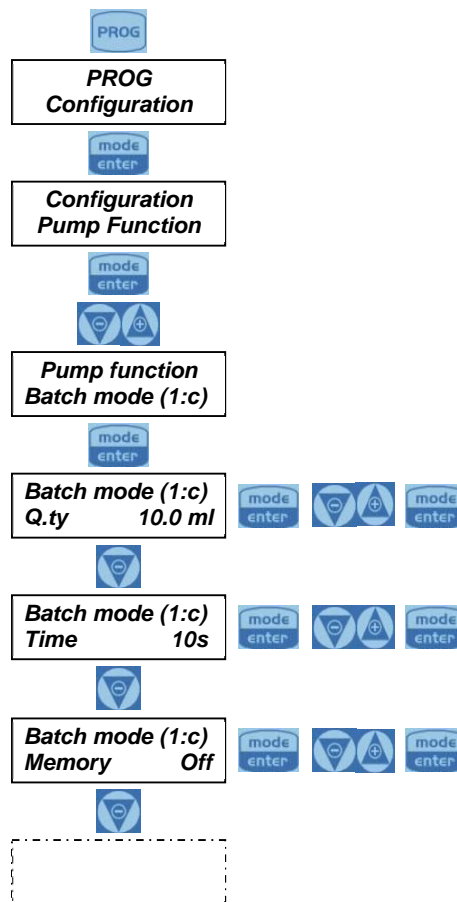 PROG
PROG
Configuration
mode
enter
Configuration
Pump Function
mode
enter
Pump function
Batch mode (1:c)
mode
enter
Batch mode (1:c)
Q.ty 10.0 ml
mode
enter
mode
enter
Batch mode (1:c)
Time 10s
mode
enter
mode
enter
Batch mode (1:c)
Memory Off
mode
enter
mode
enter